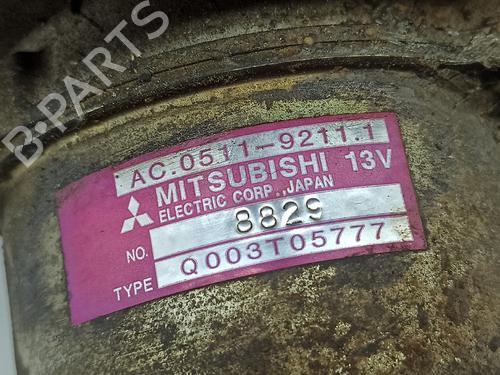 B-PARTS
AC.0511-9211.1
MITSUBISHI 13V
ELECTRIC CORP., JAPAN
NO. 8829
TYPE Q003T05777